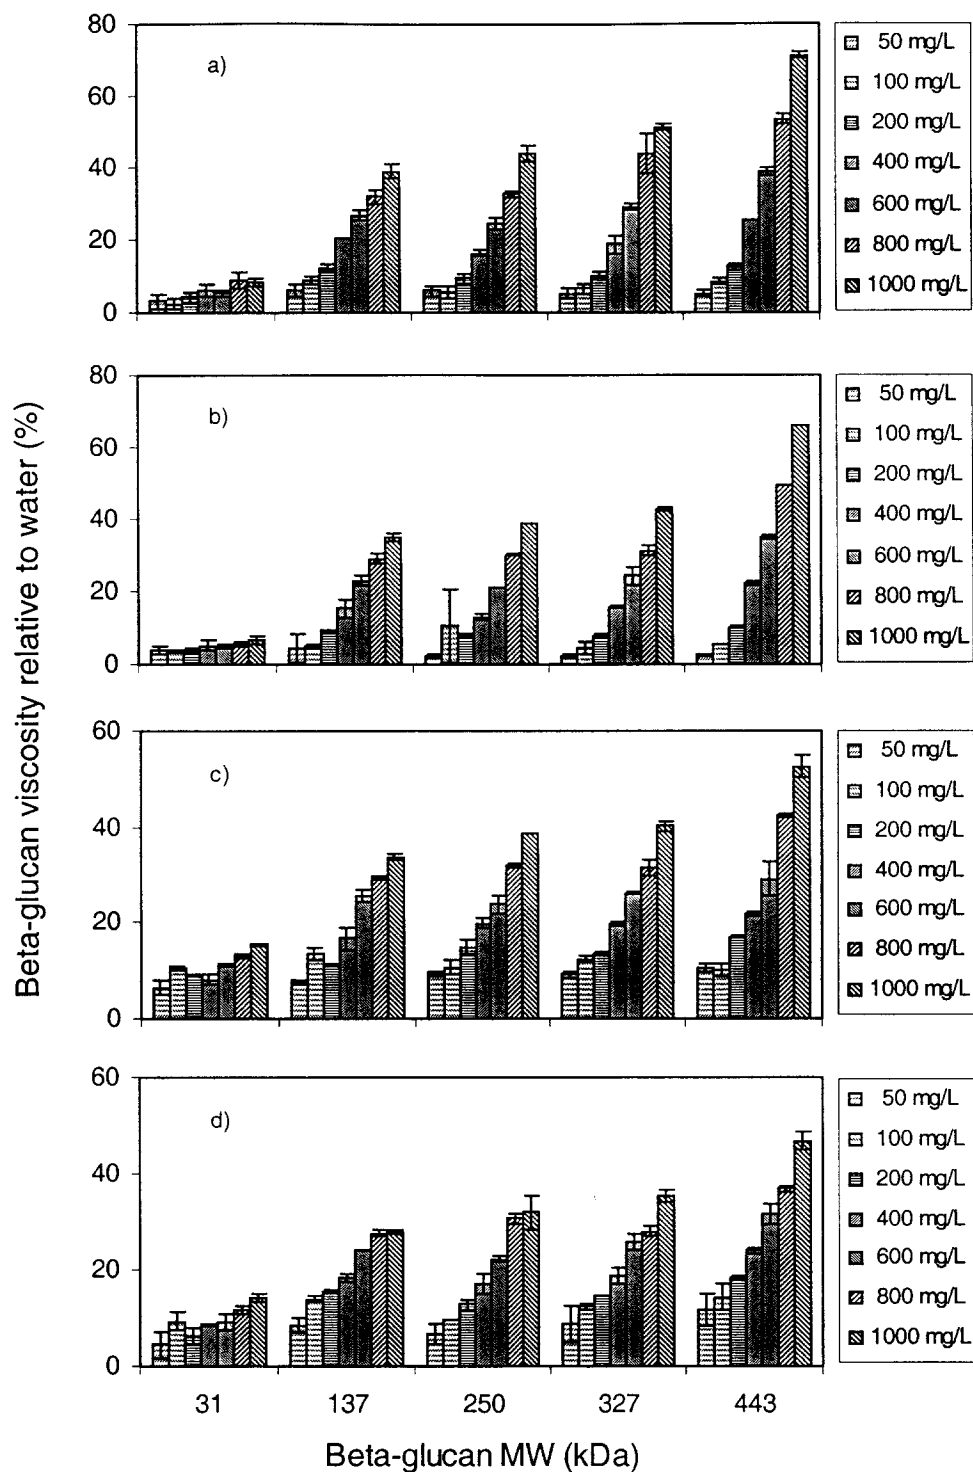 Beta-glucan viscosity relative to water (%)
80
60
40
20
0
a)
50 mg/L
100 mg/L
200 mg/L
400 mg/L
600 mg/L
800 mg/L
1000 mg/L
80
60
40
20
0
b)
50 mg/L
100 mg/L
200 mg/L
400 mg/L
600 mg/L
800 mg/L
1000 mg/L
60
40
20
0
c)
50 mg/L
100 mg/L
200 mg/L
400 mg/L
600 mg/L
800 mg/L
1000 mg/L
60
40
20
0
d)
50 mg/L
100 mg/L
200 mg/L
400 mg/L
600 mg/L
800 mg/L
1000 mg/L
31 137 250 327 443
Beta-glucan MW (kDa)